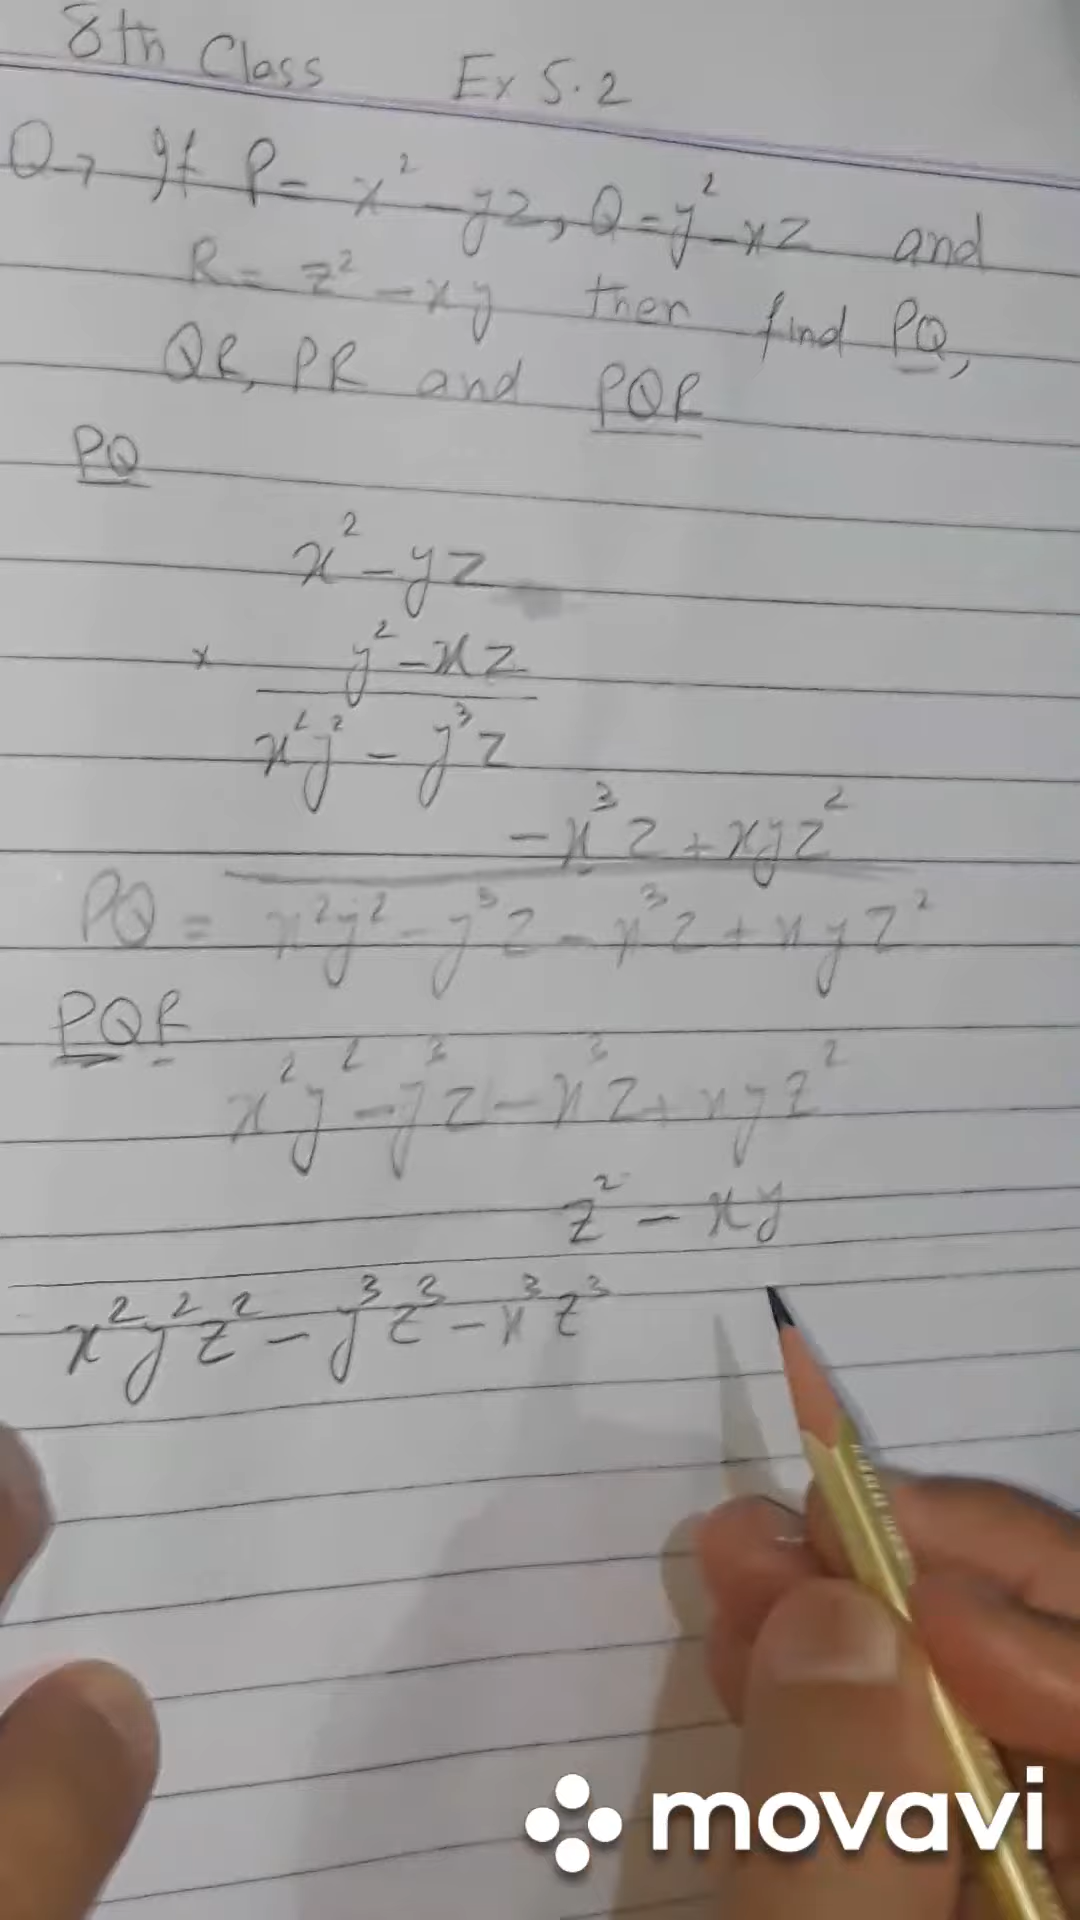 8th Class Ex 5.2
Q→ If P = x² - yz, Q = y² - xz and
R = z² - xy then find PQ,
QR, PR and PQR
PQ
x² - yz
× y² - xz
x²y² - y³z
- x³z + xyz²
PQ = x²y² - y³z - x³z + xyz²
PQR
x²y² - y³z - x³z + xyz²
z² - xy
x²y²z² - y³z³ - x³z³
movavi